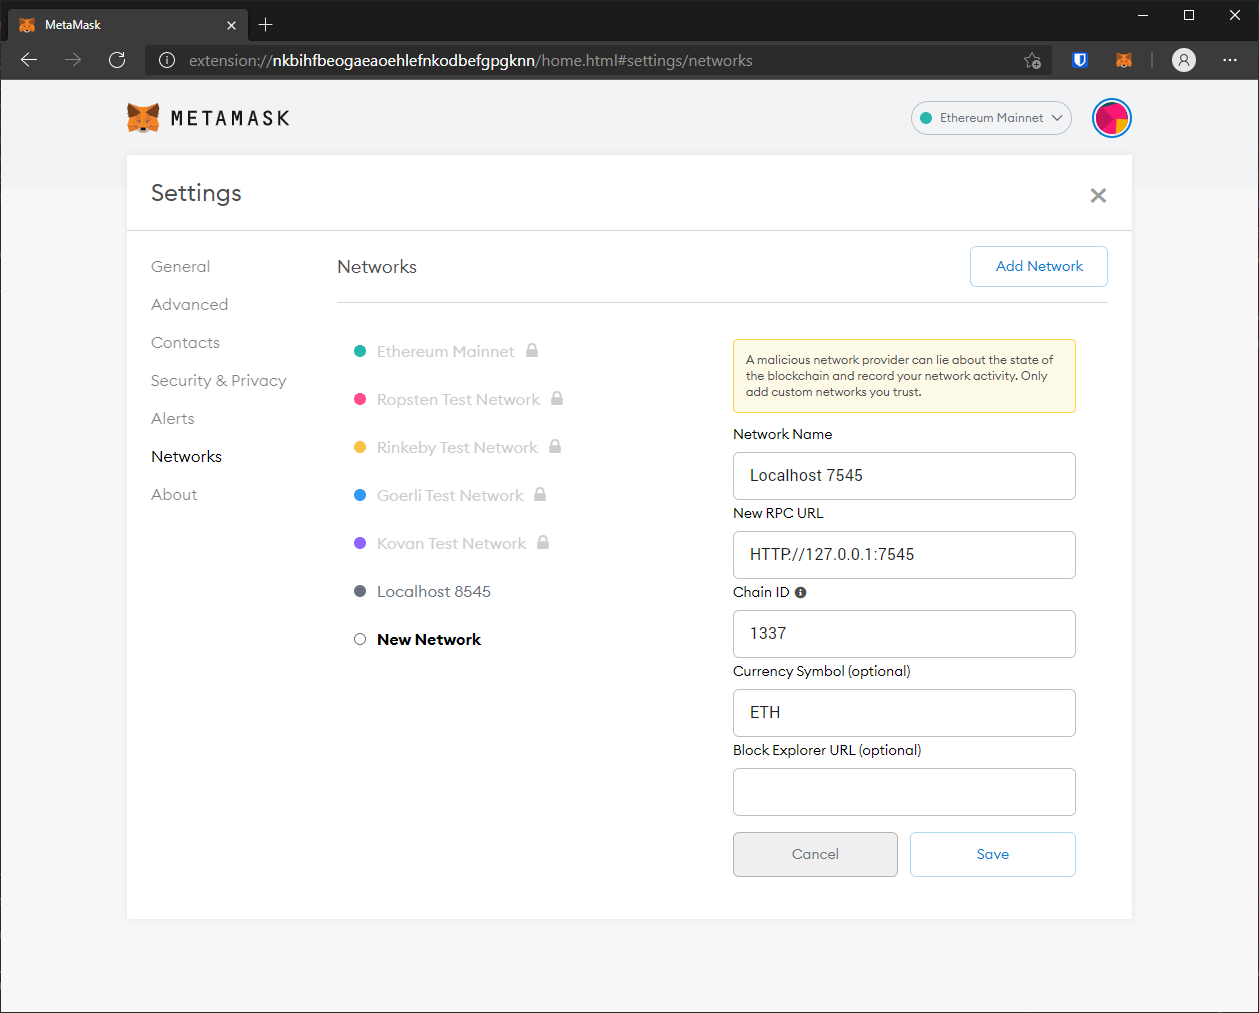 MetaMask
extension://nkbihfbeogaeaoehlefnkodbefgpgknn/home.html#settings/networks
METAMASK
Ethereum Mainnet
Settings
General
Advanced
Contacts
Security & Privacy
Alerts
Networks
About
Networks
Add Network
Ethereum Mainnet
Ropsten Test Network
Rinkeby Test Network
Goerli Test Network
Kovan Test Network
Localhost 8545
New Network
A malicious network provider can lie about the state of
the blockchain and record your network activity. Only
add custom networks you trust.
Network Name
Localhost 7545
New RPC URL
HTTP://127.0.0.1:7545
Chain ID
1337
Currency Symbol (optional)
ETH
Block Explorer URL (optional)
Cancel
Save